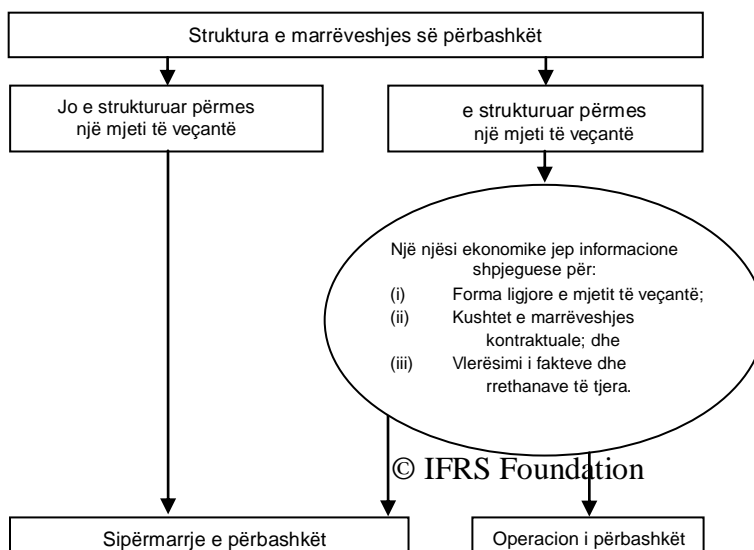 Struktura e marrëveshjes së përbashkët
Jo e strukturuar përmes
një mjeti të veçantë
e strukturuar përmes
një mjeti të veçantë
Një njësi ekonomike jep informacione
shpjeguese për:
(i) Forma ligjore e mjetit të veçantë;
(ii) Kushtet e marrëveshjes
kontraktuale; dhe
(iii) Vlerësimi i fakteve dhe
rrethanave të tjera.
© IFRS Foundation
Sipërmarrje e përbashkët
Operacion i përbashkët